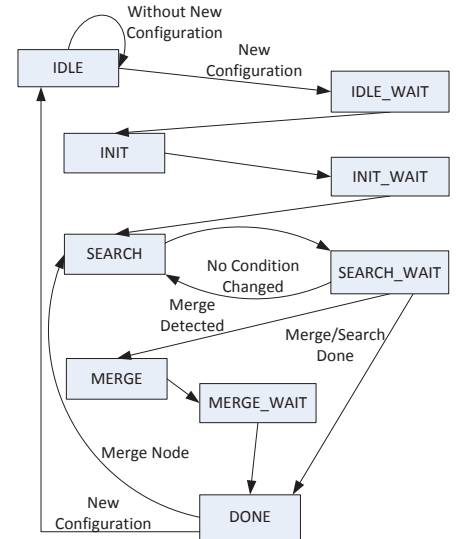 Without New
Configuration
IDLE
New
Configuration
IDLE_WAIT
INIT
INIT_WAIT
SEARCH
No Condition
Changed
SEARCH_WAIT
Merge
Detected
Merge/Search
Done
MERGE
MERGE_WAIT
Merge Node
New
Configuration
DONE